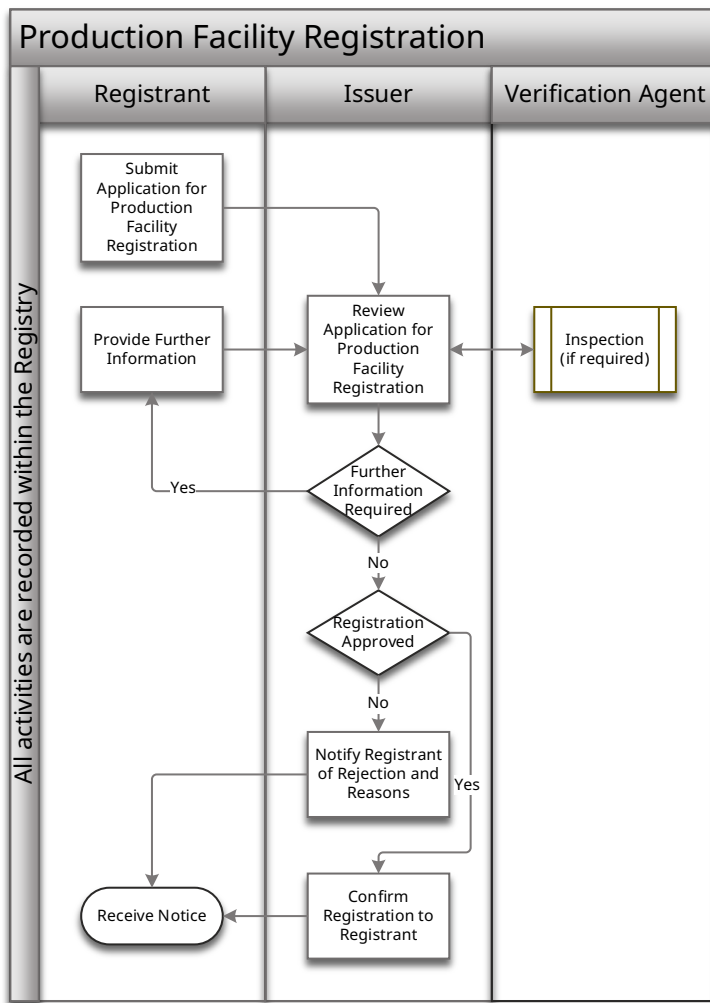 Production Facility Registration
Registrant
Issuer
Verification Agent
All activities are recorded within the Registry
Submit
Application for
Production
Facility
Registration
Provide Further
Information
Review
Application for
Production
Facility
Registration
Inspection
(if required)
Further
Information
Required
Yes
No
Registration
Approved
No
Yes
Notify Registrant
of Rejection and
Reasons
Confirm
Registration to
Registrant
Receive Notice